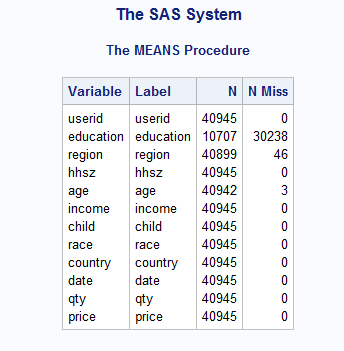 The SAS System
The MEANS Procedure
Variable Label N N Miss
userid userid 40945 0
education education 10707 30238
region region 40899 46
hhsz hhsz 40945 0
age age 40942 3
income income 40945 0
child child 40945 0
race race 40945 0
country country 40945 0
date date 40945 0
qty qty 40945 0
price price 40945 0